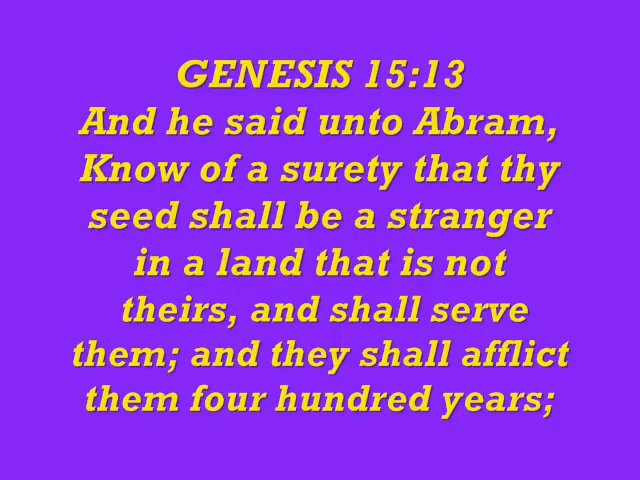 GENESIS 15:13
And he said unto Abram,
Know of a surety that thy
seed shall be a stranger
in a land that is not
theirs, and shall serve
them; and they shall afflict
them four hundred years;